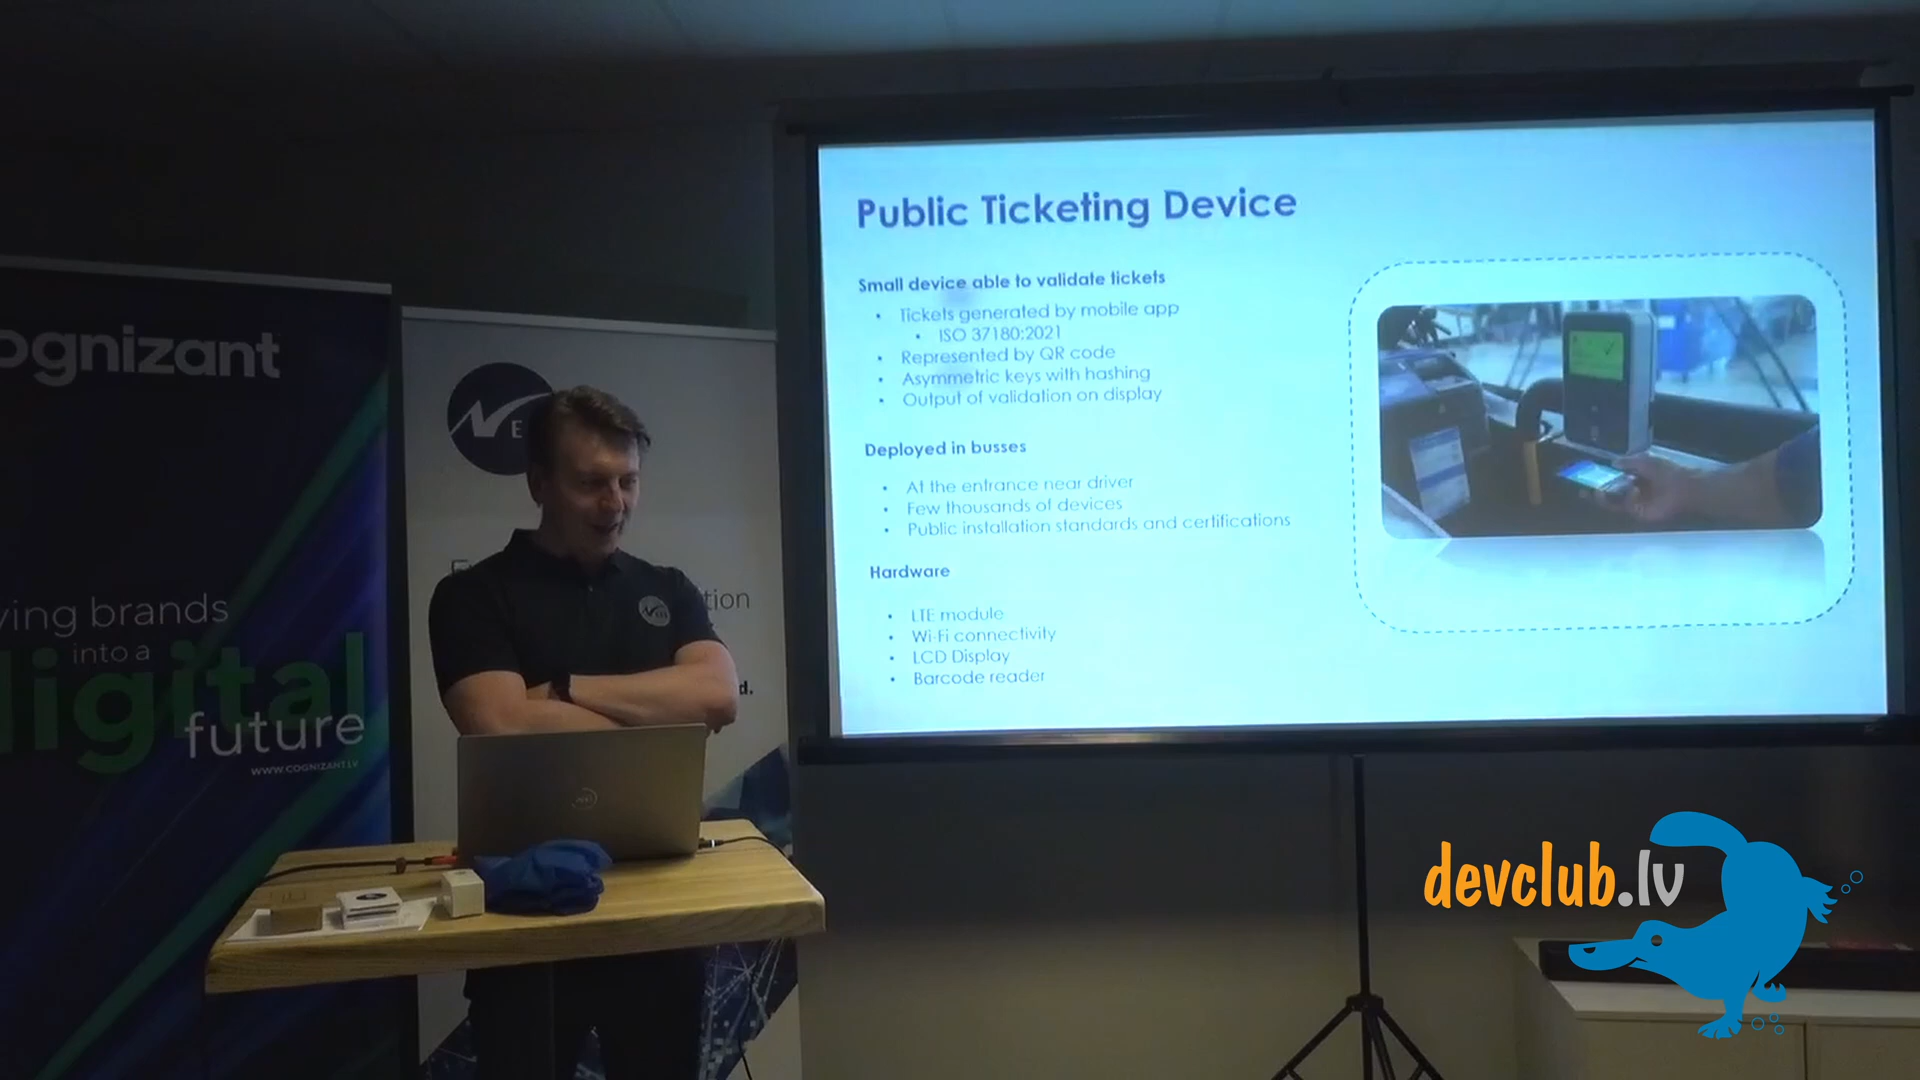 Public Ticketing Device
Small device able to validate tickets
• Tickets generated by mobile app
• ISO 37180:2021
• Represented by QR code
• Asymmetric keys with hashing
• Output of validation on display
Deployed in busses
• At the entrance near driver
• Few thousands of devices
• Public installation standards and certifications
Hardware
• LTE module
• Wi-Fi connectivity
• LCD Display
• Barcode reader
ognizant
ving brands
into a
digital
future
WWW.COGNIZANT.LV
NE
tion
d.
DELL
devclub.lv